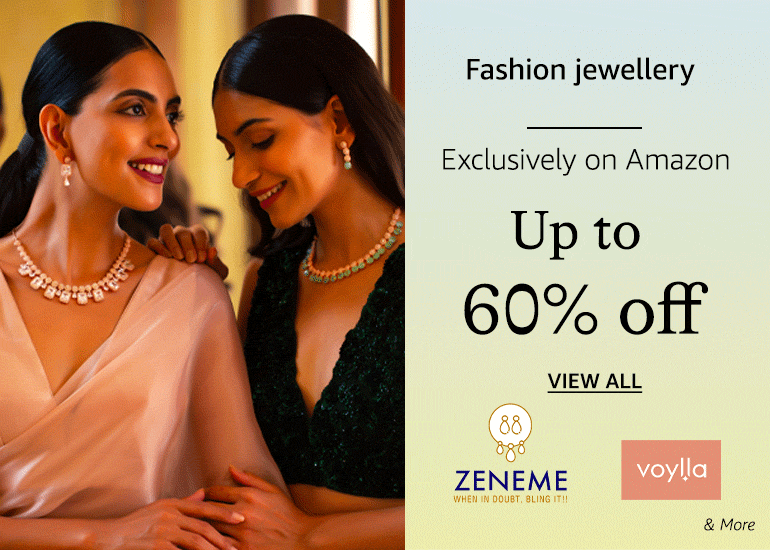 Fashion jewellery
Exclusively on Amazon
Up to
60% off
VIEW ALL
ZENEME
WHEN IN DOUBT, BLING IT!!
voylla
& More